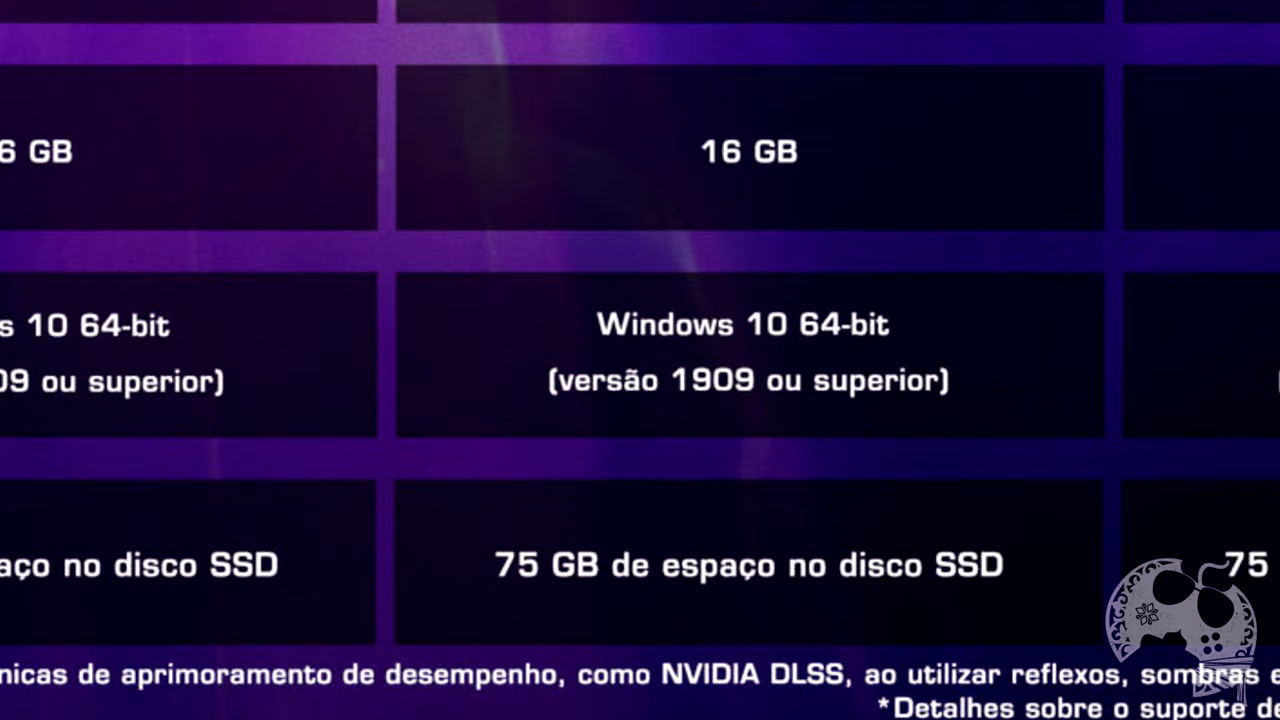 6 GB
16 GB
s 10 64-bit
09 ou superior)
Windows 10 64-bit
(versão 1909 ou superior)
aço no disco SSD
75 GB de espaço no disco SSD
75
nicas de aprimoramento de desempenho, como NVIDIA DLSS, ao utilizar reflexos, sombras e
*Detalhes sobre o suporte de